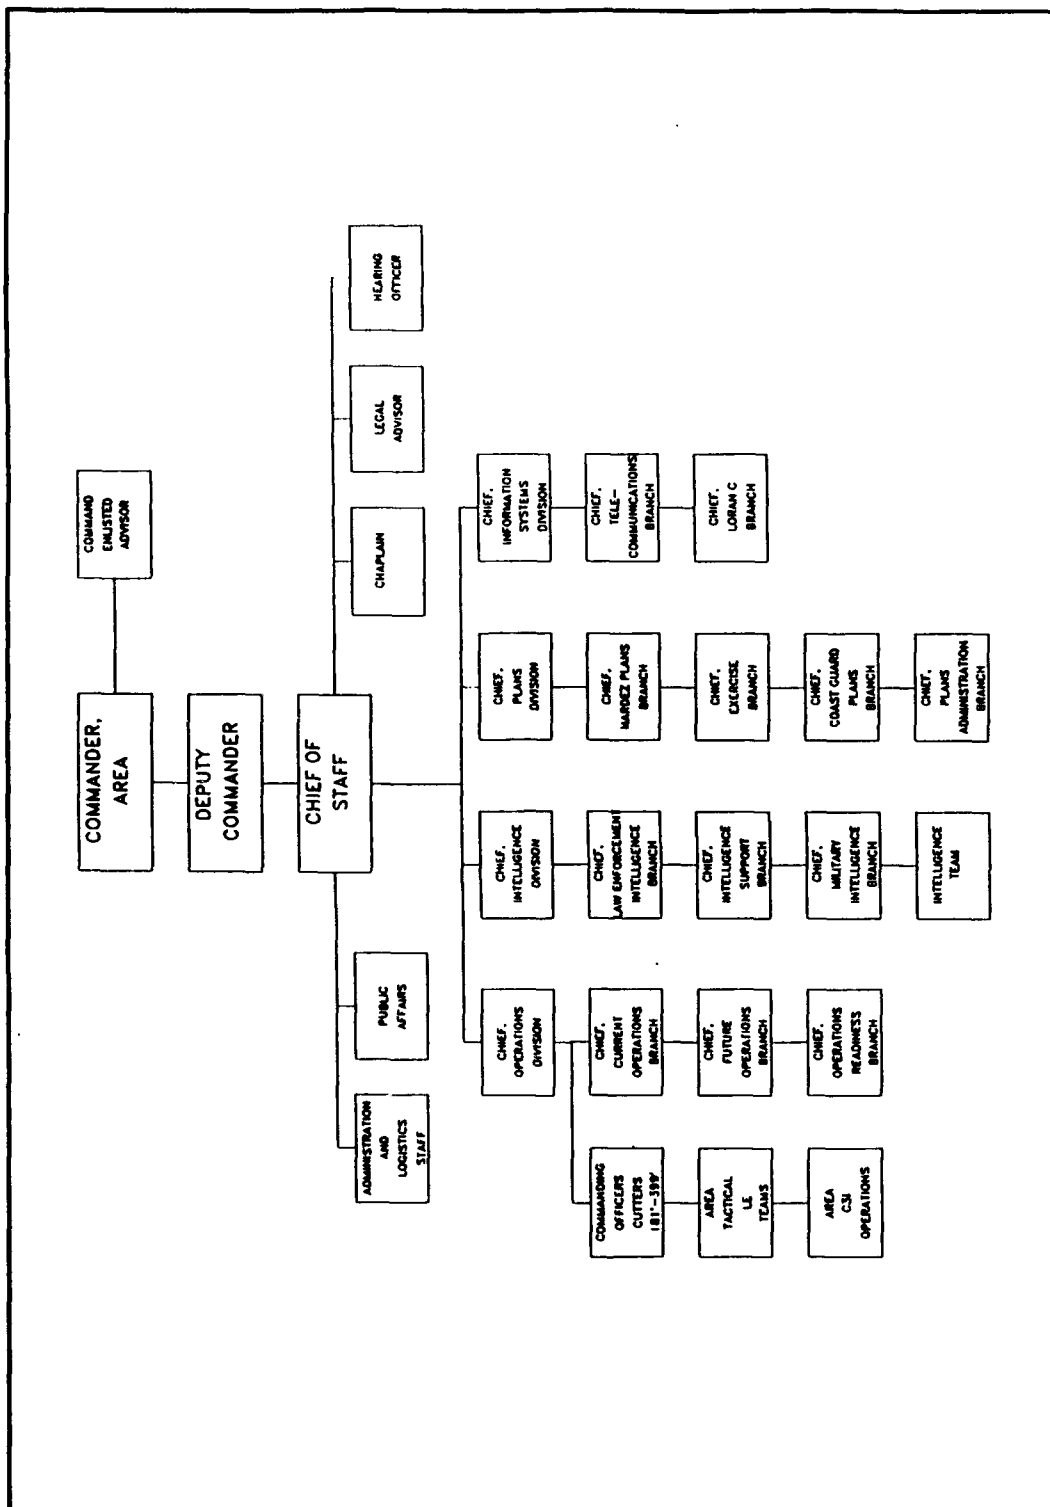 COMMANDER,
AREA
COMMAND
ENLISTED
ADVISOR
DEPUTY
COMMANDER
CHIEF OF
STAFF
ADMINISTRATION
AND
LOGISTICS
STAFF
PUBLIC
AFFAIRS
CHAPLAIN
LEGAL
ADVISOR
HEARING
OFFICER
CHIEF.
OPERATIONS
DIVISION
CHIEF.
INTELLIGENCE
DIVISION
CHIEF.
PLANS
DIVISION
CHIEF.
INFORMATION
SYSTEMS
DIVISION
COMMANDING
OFFICERS
CUTTERS
181'-399'
CHIEF.
CURRENT
OPERATIONS
BRANCH
CHIEF.
LAW ENFORCEMENT
INTELLIGENCE
BRANCH
CHIEF.
MARDEZ PLANS
BRANCH
CHIEF.
TELE-
COMMUNICATIONS
BRANCH
AREA
TACTICAL
LE
TEAMS
CHIEF.
FUTURE
OPERATIONS
BRANCH
CHIEF.
INTELLIGENCE
SUPPORT
BRANCH
CHIEF.
EXERCISE
BRANCH
CHIEF.
LORAN C
BRANCH
AREA
C3I
OPERATIONS
CHIEF.
OPERATIONS
READINESS
BRANCH
CHIEF.
MILITARY
INTELLIGENCE
BRANCH
CHIEF.
COAST GUARD
PLANS
BRANCH
INTELLIGENCE
TEAM
CHIEF.
PLANS
ADMINISTRATION
BRANCH